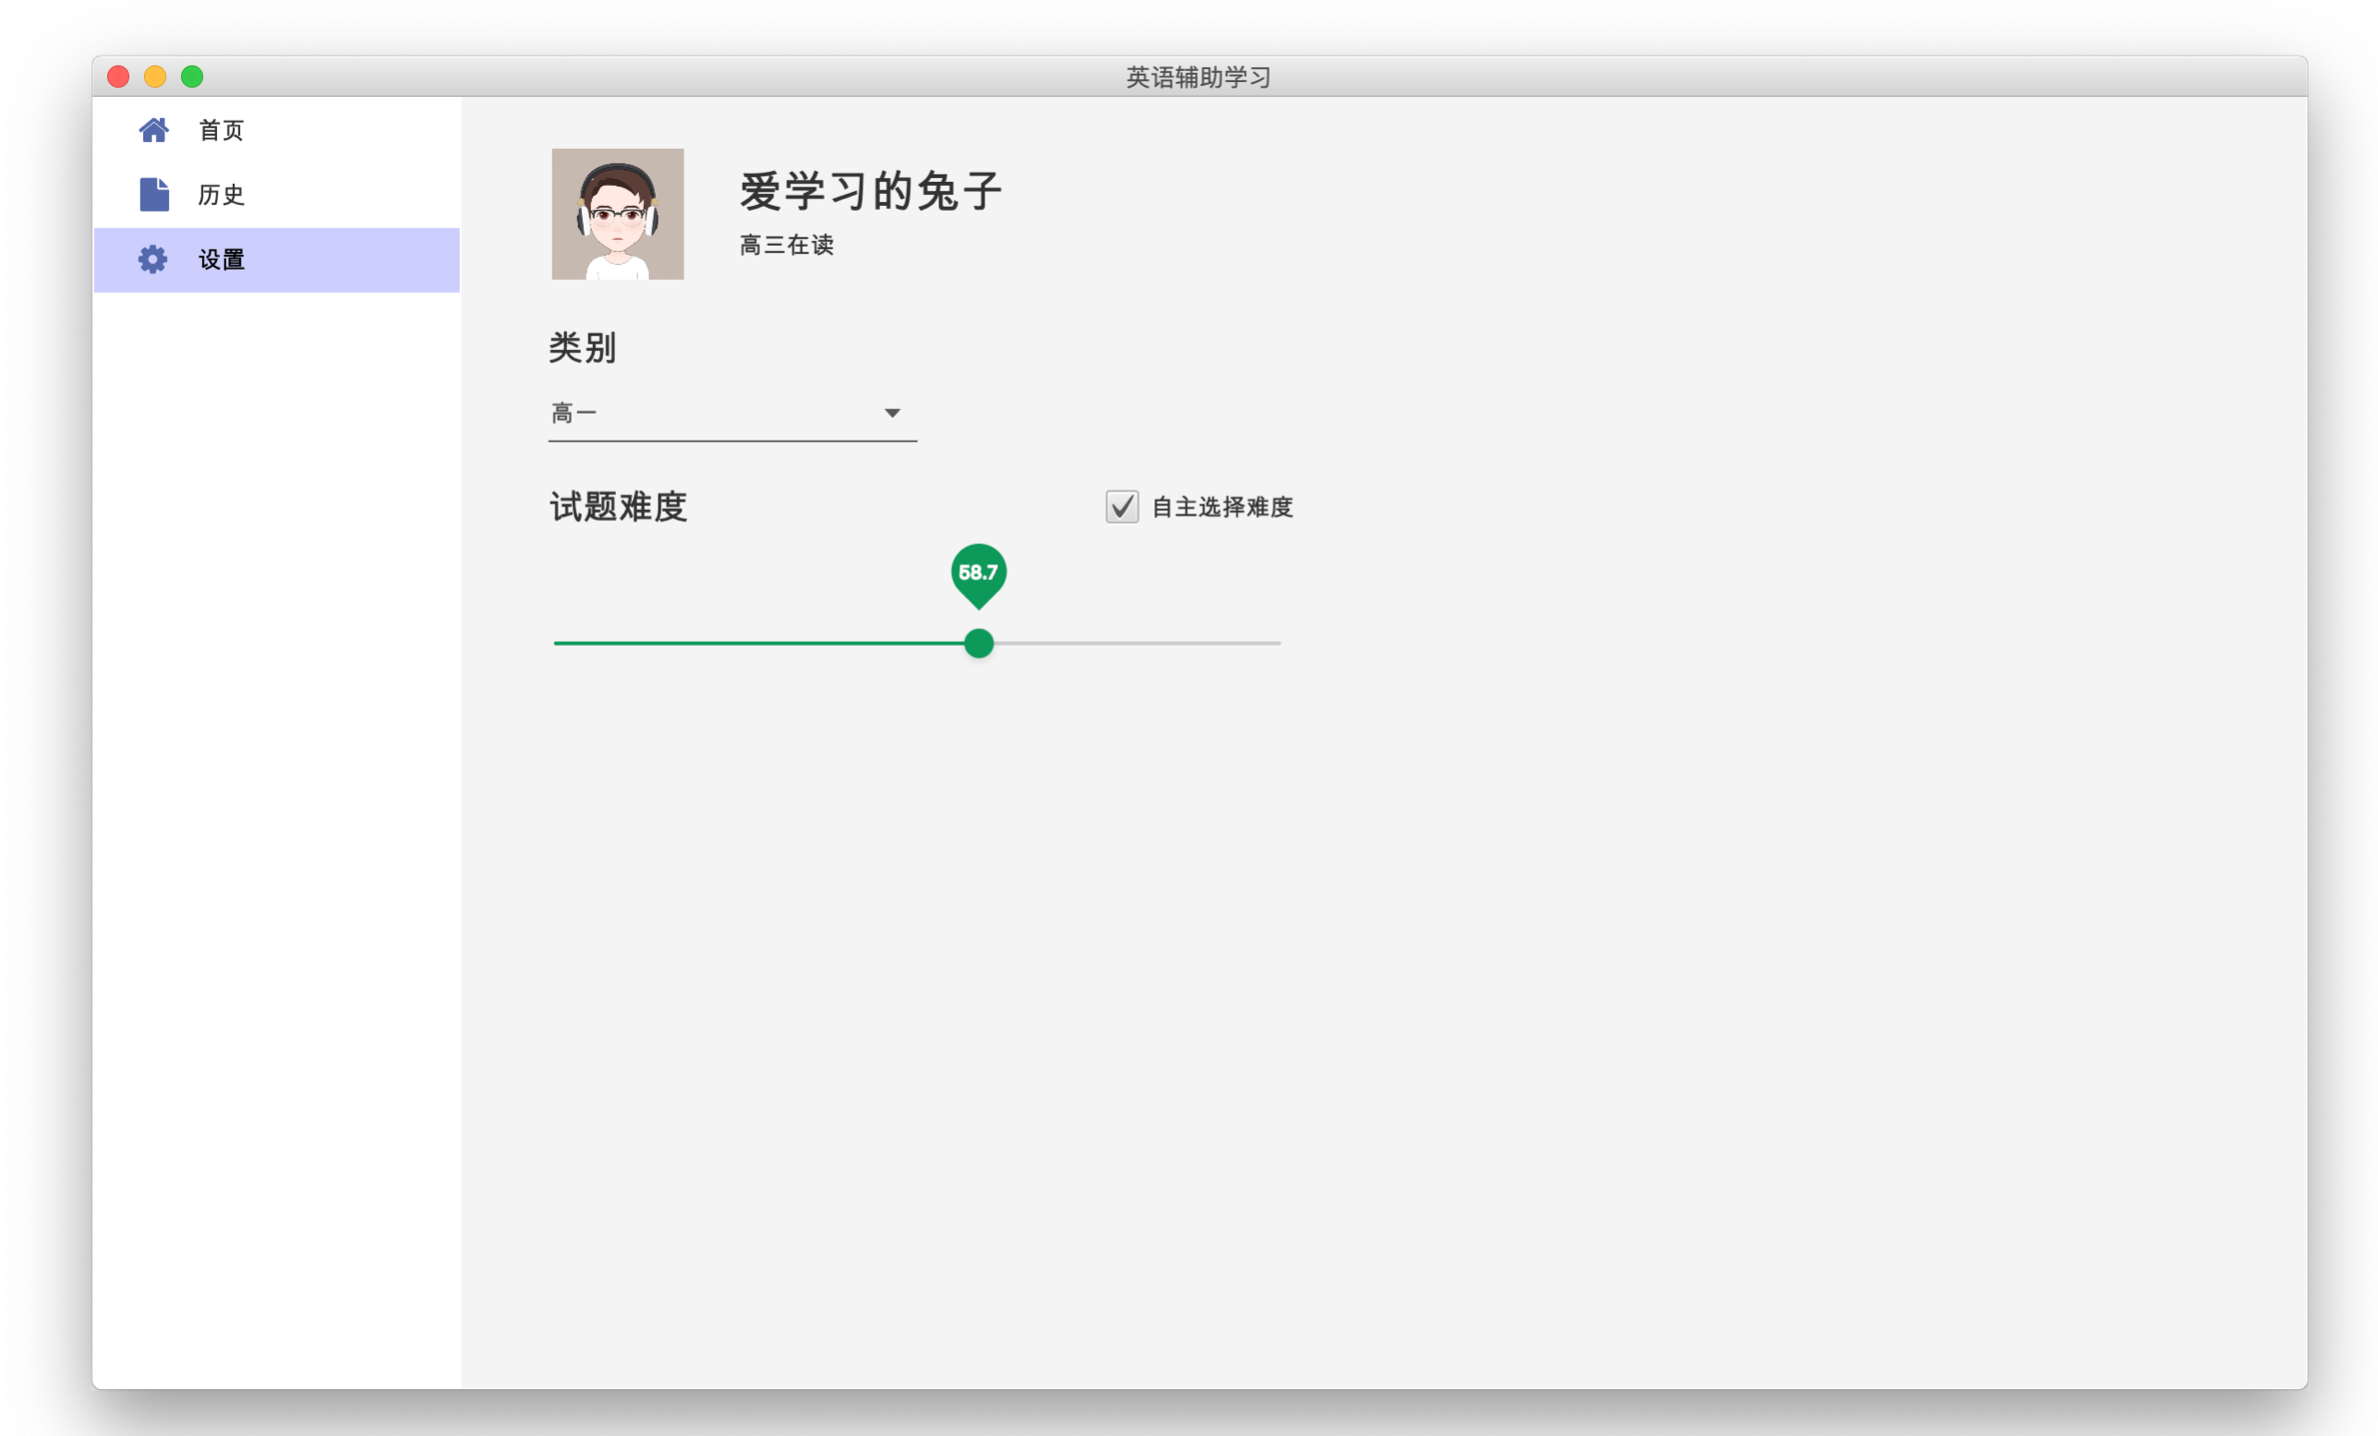 英语辅助学习
首页
历史
设置
爱学习的兔子
高三在读
类别
高一
试题难度
自主选择难度
58.7